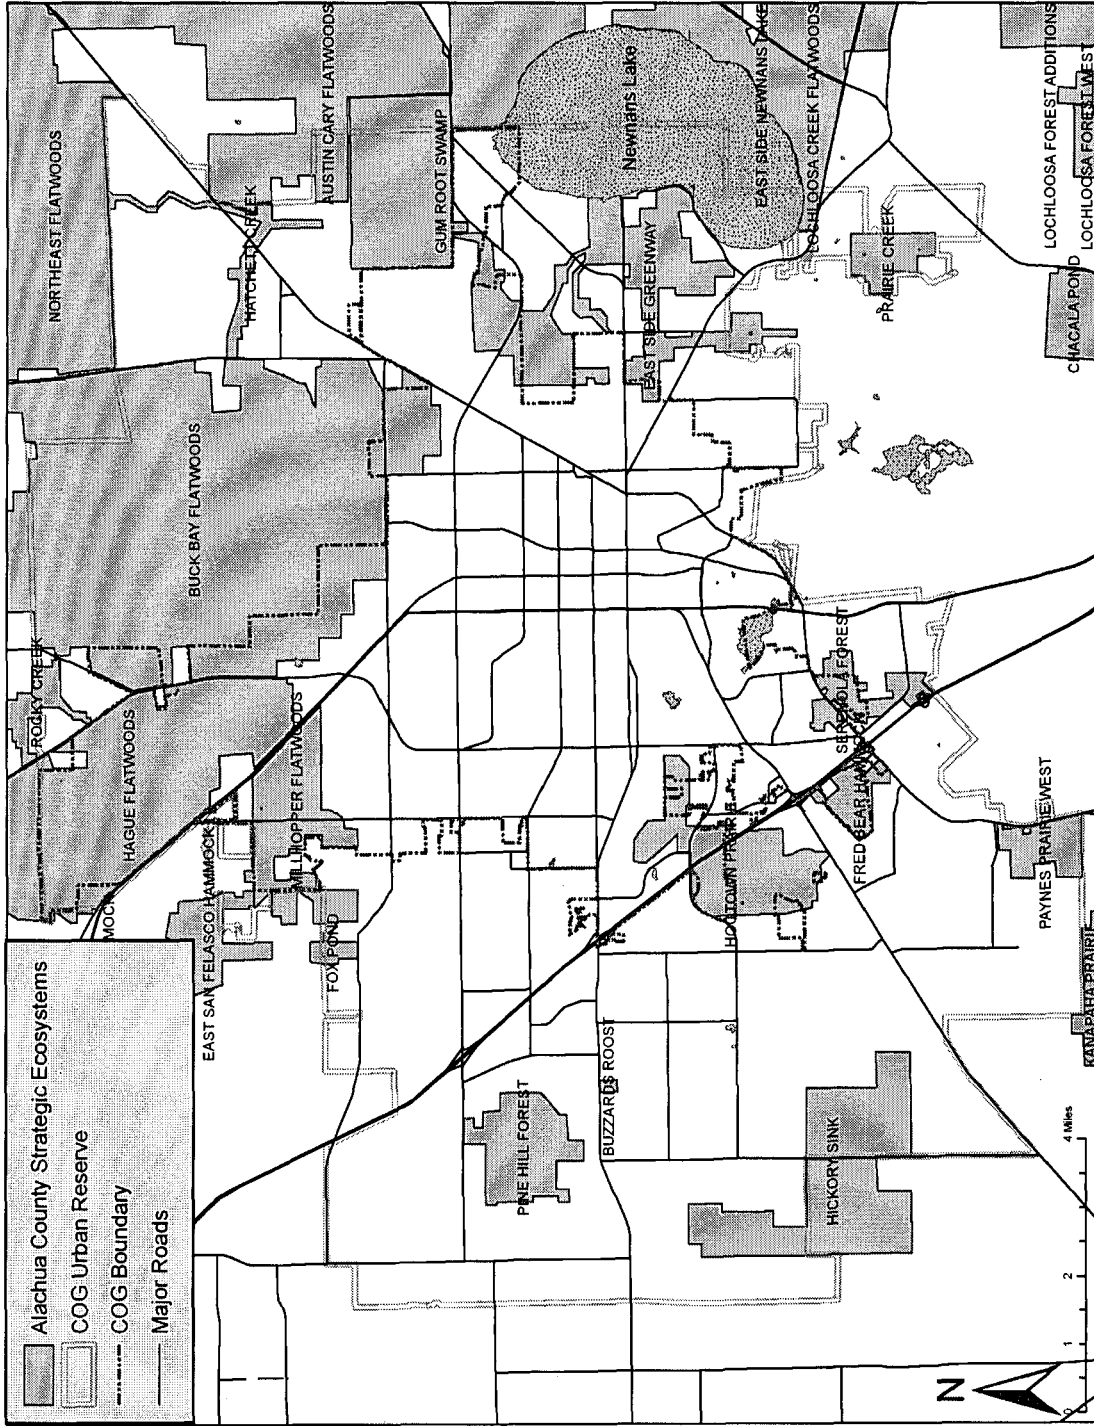 Alachua County Strategic Ecosystems
COG Urban Reserve
COG Boundary
Major Roads
NORTHEAST FLATWOODS
AUSTIN CARY FLATWOODS
HATCHET CREEK
GUM ROOT SWAMP
Newnans Lake
EAST SIDE NEWNANS LAKE
LOCHLOOSA CREEK FLATWOODS
EAST SIDE GREENWAY
PRAIRIE CREEK
LOCHLOOSA FOREST ADDITIONS
LOCHLOOSA FOREST WEST
CHACALA POND
BUCK BAY FLATWOODS
ROCKY CREEK
HAGUE FLATWOODS
MILLHOPPER FLATWOODS
EAST SAN FELASCO HAMMOCK
MOCK
FOX POND
SERENOLA FOREST
FRED BEAR HAMMOCK
HOGTOWN PRAIRIE
PAYNES PRAIRIE WEST
KANAPAHA PRAIRIE
BUZZARDS ROOST
PINE HILL FOREST
HICKORY SINK
N
0 1 2 4 Miles